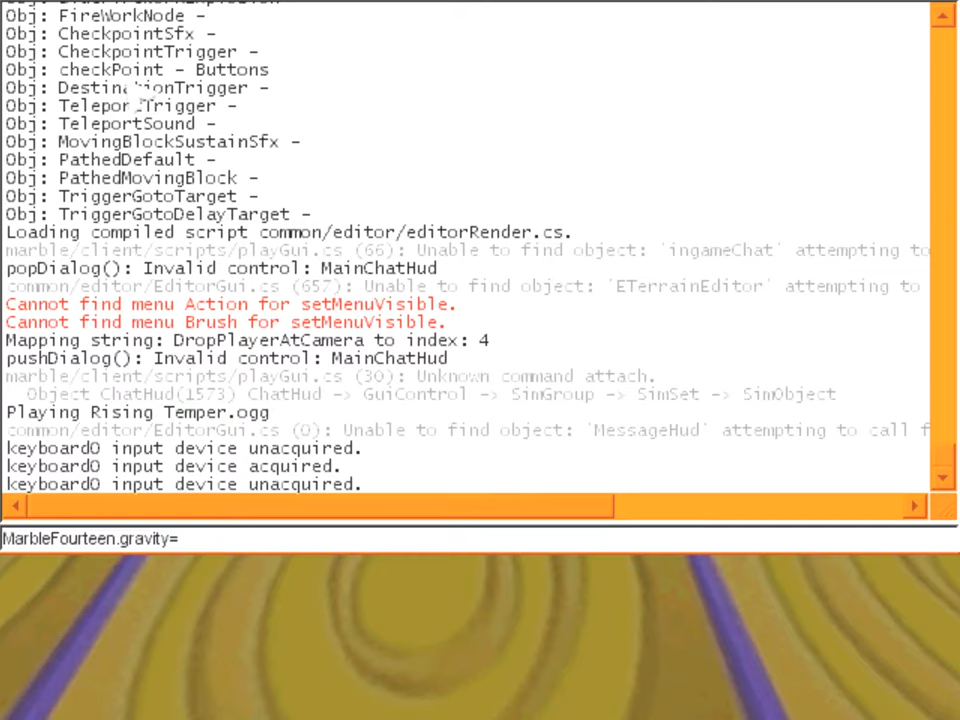 Obj: FireWorkNode -
Obj: CheckpointSfx -
Obj: CheckpointTrigger -
Obj: checkPoint - Buttons
Obj: DestinationTrigger -
Obj: TeleportTrigger -
Obj: TeleportSound -
Obj: MovingBlockSustainSfx -
Obj: PathedDefault -
Obj: PathedMovingBlock -
Obj: TriggerGotoTarget -
Obj: TriggerGotoDelayTarget -
Loading compiled script common/editor/editorRender.cs.
marble/client/scripts/playGui.cs (66): Unable to find object: `ingameChat` attempting to
popDialog(): Invalid control: MainChatHud
common/editor/EditorGui.cs (657): Unable to find object: 'ETerrainEditor' attempting to
Cannot find menu Action for setMenuVisible.
Cannot find menu Brush for setMenuVisible.
Mapping string: DropPlayerAtCamera to index: 4
pushDialog(): Invalid control: MainChatHud
marble/client/scripts/playGui.cs (30): Unknown command attach.
Object ChatHud(1573) ChatHud -> GuiControl -> SimGroup -> SimSet -> SimObject
Playing Rising Temper.ogg
common/editor/EditorGui.cs (0): Unable to find object: 'MessageHud' attempting to call f
keyboard0 input device unacquired.
keyboard0 input device acquired.
keyboard0 input device unacquired.
MarbleFourteen.gravity=